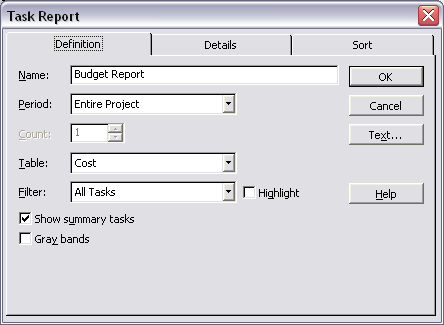 Task Report
Definition Details Sort
Name: Budget Report OK
Period: Entire Project Cancel
Count: 1 Text...
Table: Cost
Filter: All Tasks Highlight Help
Show summary tasks
Gray bands